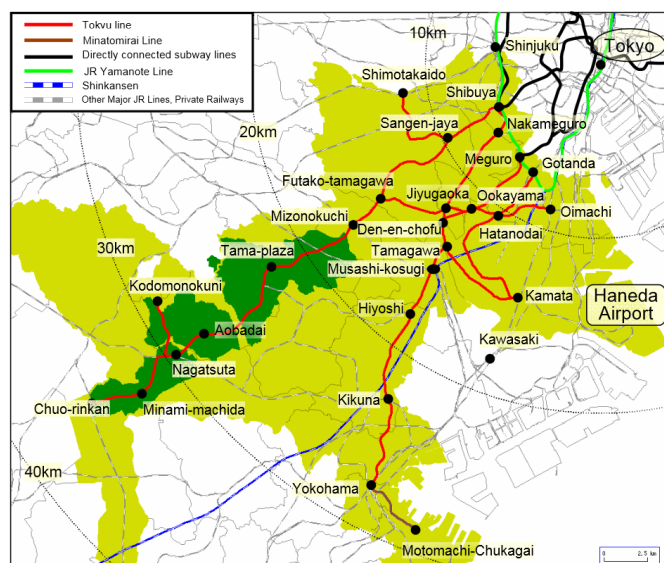 Tokyu line
Minatomirai Line
Directly connected subway lines
JR Yamanote Line
Shinkansen
Other Major JR Lines, Private Railways
10km
Shinjuku
Tokyo
Shimotakaido
Shibuya
20km
Sangen-jaya
Nakameguro
Meguro
Gotanda
Futako-tamagawa
Jiyugaoka
Ookayama
Mizonokuchi
Oimachi
Den-en-chofu
Hatanodai
30km
Tama-plaza
Tamagawa
Musashi-kosugi
Kodomonokuni
Kamata
Haneda
Airport
Hiyoshi
Aobadai
Kawasaki
Nagatsuta
Kikuna
Chuo-rinkan
Minami-machida
40km
Yokohama
Motomachi-Chukagai
0 2.5 km